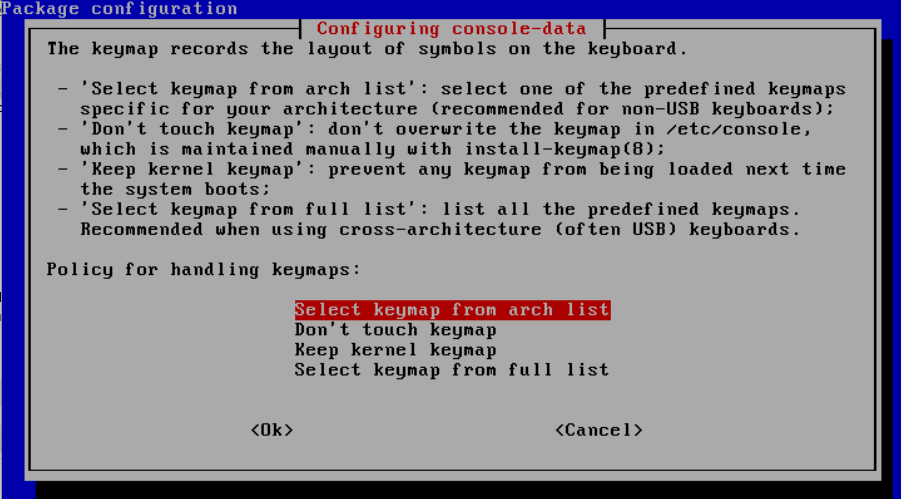 Package configuration
Configuring console-data
The keymap records the layout of symbols on the keyboard.
- 'Select keymap from arch list': select one of the predefined keymaps
specific for your architecture (recommended for non-USB keyboards);
- 'Don't touch keymap': don't overwrite the keymap in /etc/console,
which is maintained manually with install-keymap(8);
- 'Keep kernel keymap': prevent any keymap from being loaded next time
the system boots;
- 'Select keymap from full list': list all the predefined keymaps.
Recommended when using cross-architecture (often USB) keyboards.
Policy for handling keymaps:
Select keymap from arch list
Don't touch keymap
Keep kernel keymap
Select keymap from full list
<Ok> <Cancel>